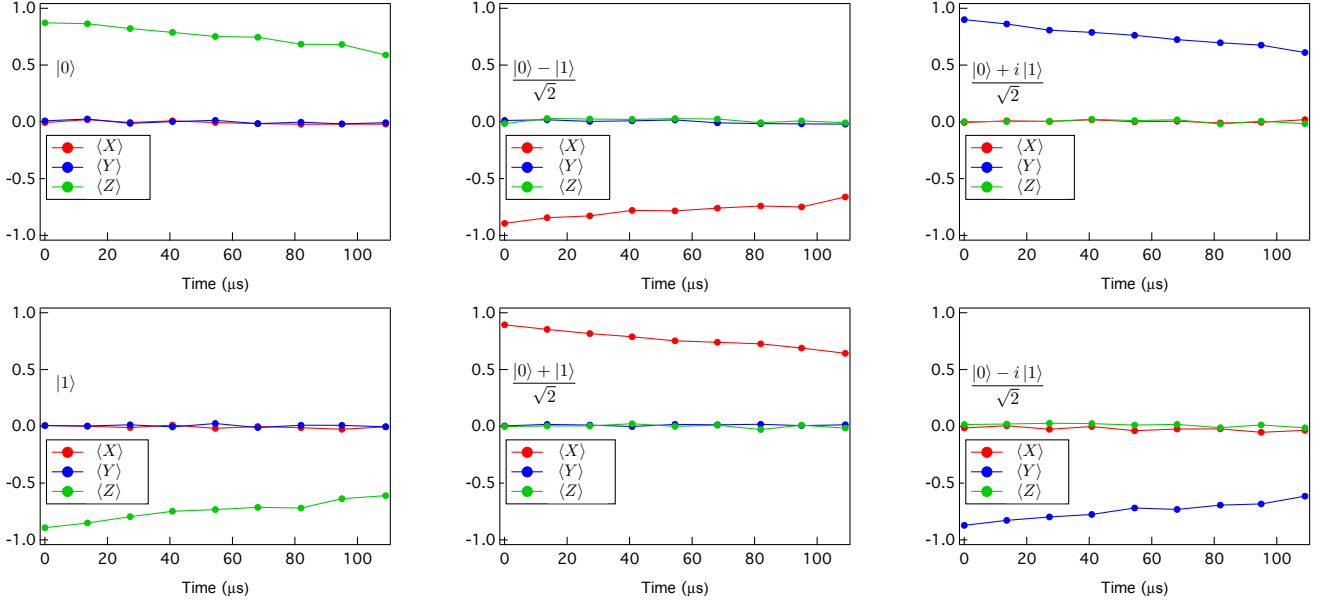 1.0
0.5
0.0
-0.5
-1.0
|0⟩
⟨X⟩
⟨Y⟩
⟨Z⟩
0 20 40 60 80 100
Time (μs)
1.0
0.5
0.0
-0.5
-1.0
|0⟩ − |1⟩
√2
⟨X⟩
⟨Y⟩
⟨Z⟩
0 20 40 60 80 100
Time (μs)
1.0
0.5
0.0
-0.5
-1.0
|0⟩ + i |1⟩
√2
⟨X⟩
⟨Y⟩
⟨Z⟩
0 20 40 60 80 100
Time (μs)
1.0
0.5
0.0
-0.5
-1.0
|1⟩
⟨X⟩
⟨Y⟩
⟨Z⟩
0 20 40 60 80 100
Time (μs)
1.0
0.5
0.0
-0.5
-1.0
|0⟩ + |1⟩
√2
⟨X⟩
⟨Y⟩
⟨Z⟩
0 20 40 60 80 100
Time (μs)
1.0
0.5
0.0
-0.5
-1.0
|0⟩ − i |1⟩
√2
⟨X⟩
⟨Y⟩
⟨Z⟩
0 20 40 60 80 100
Time (μs)